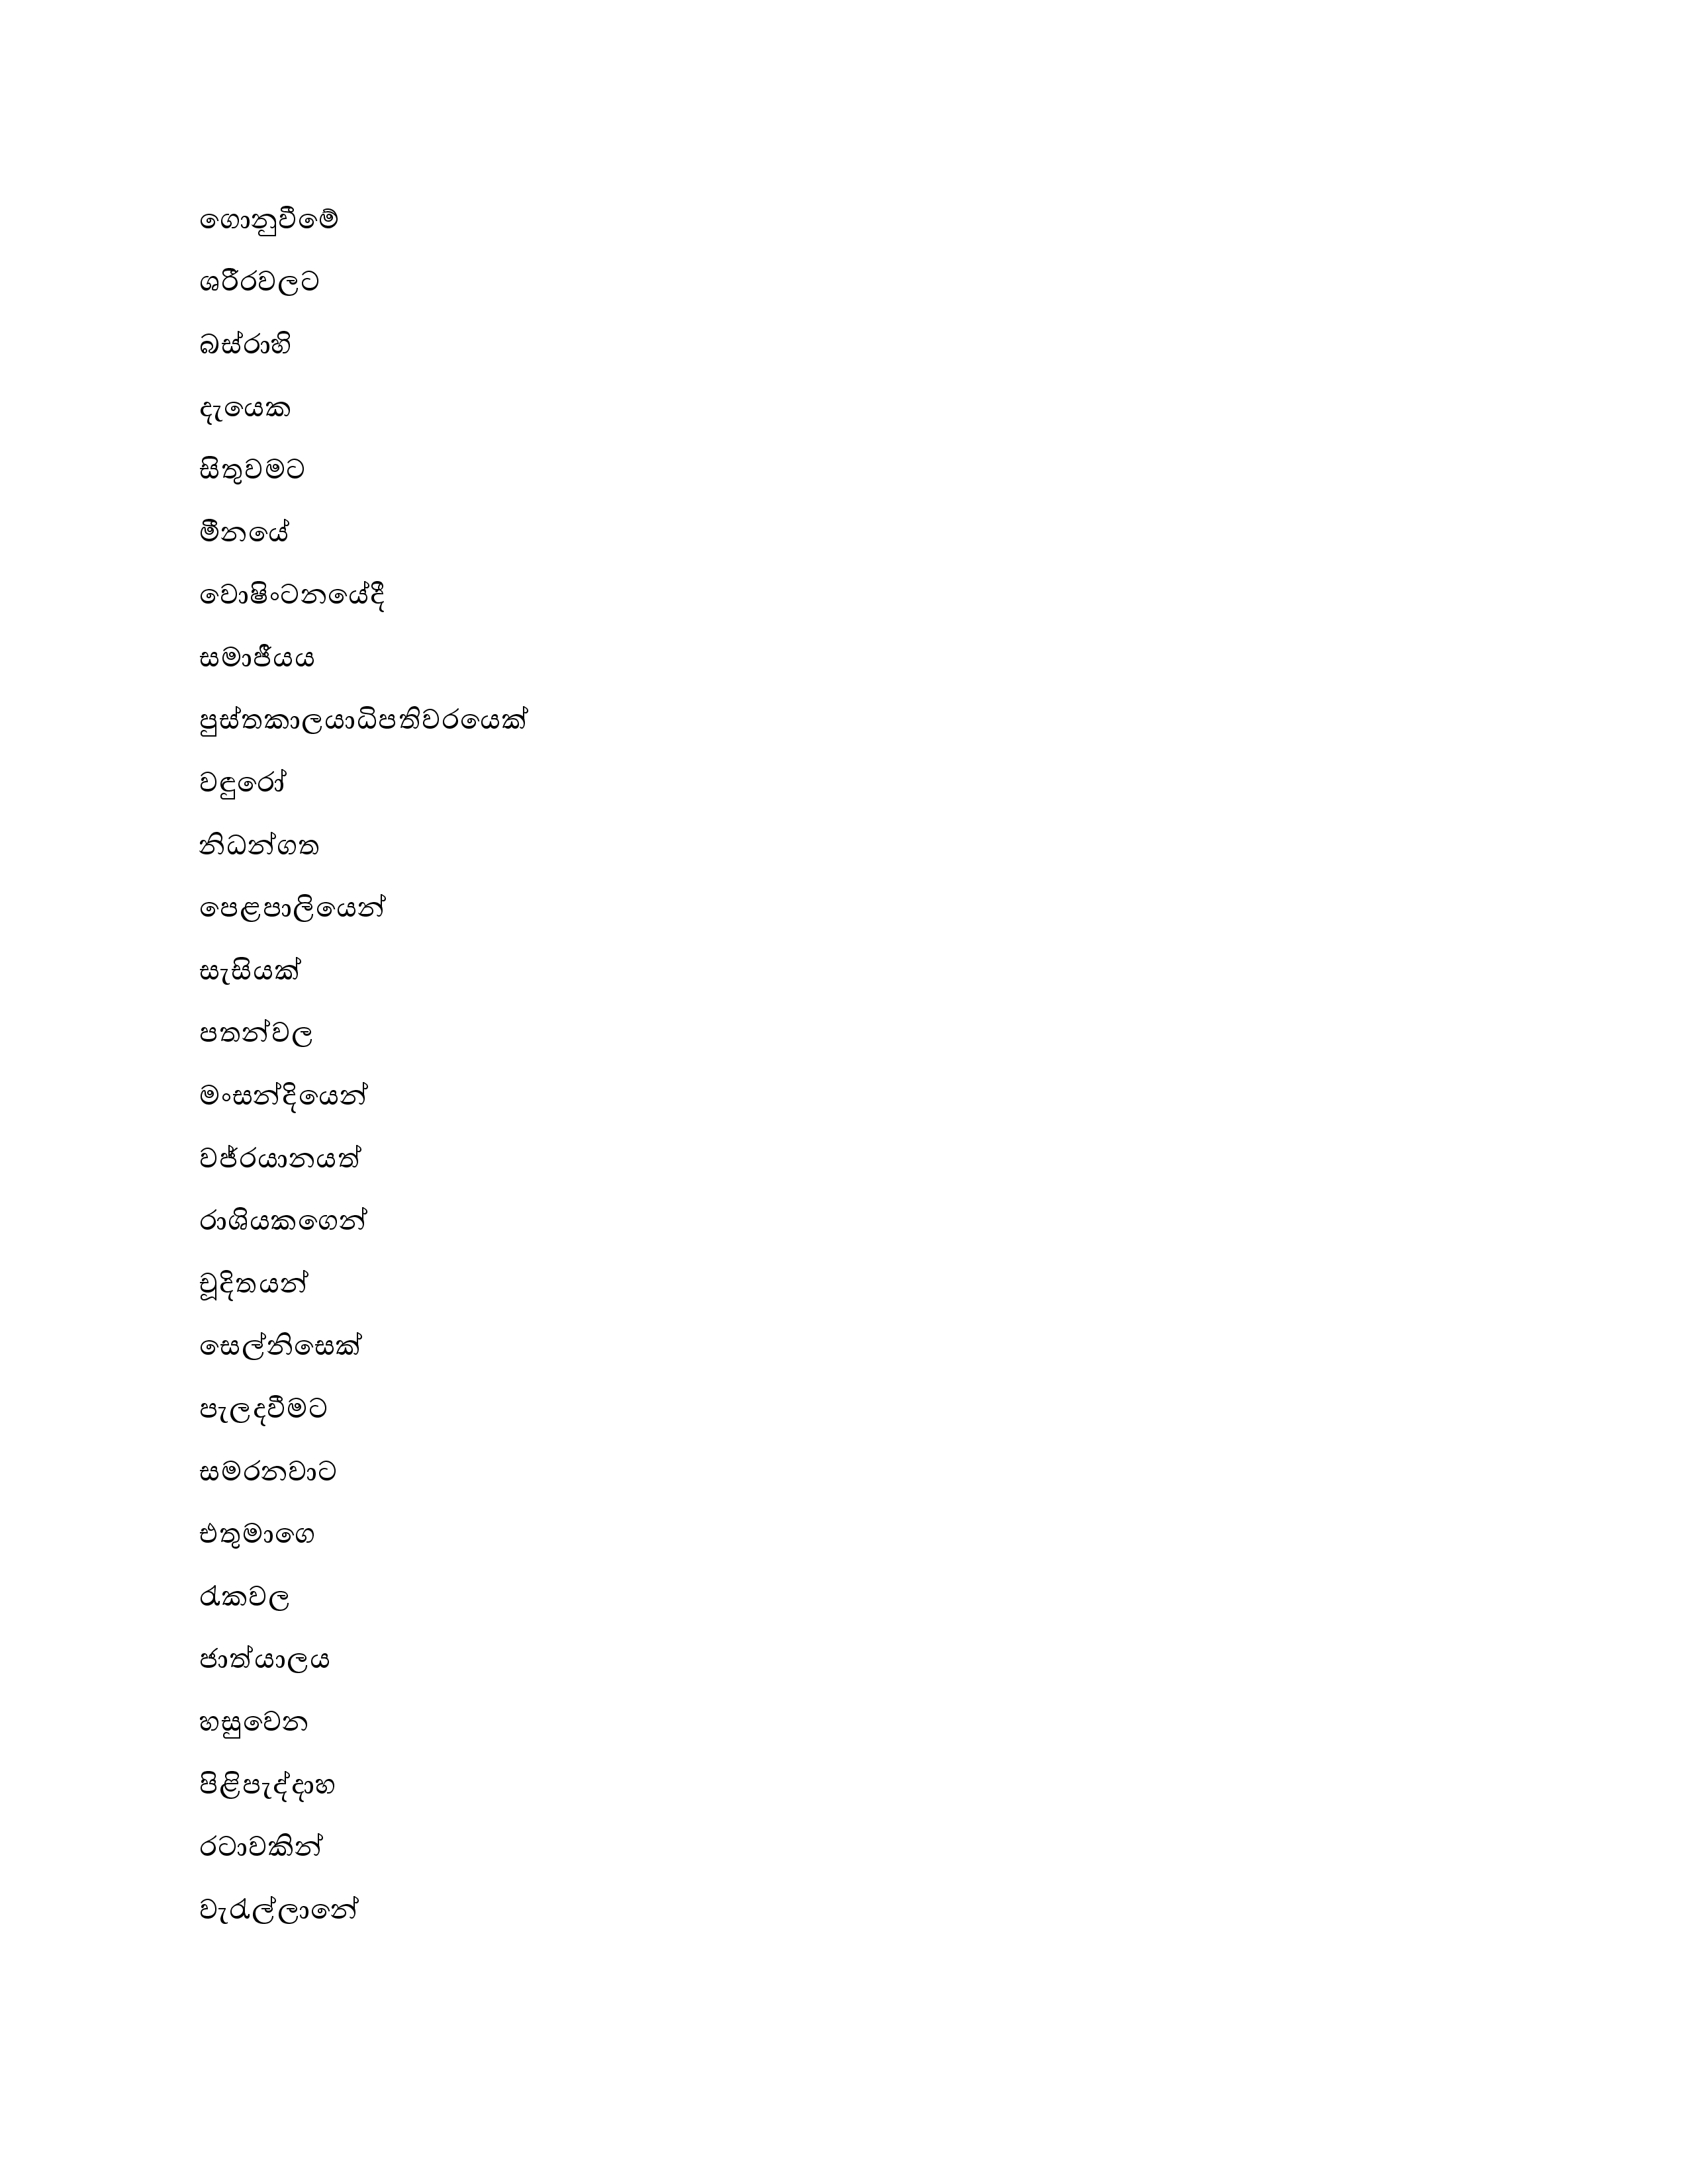 ගොනුවීමේ
ශරීරවලට
බස්රාහි
දැයෙක
සිතුවමට
මීනයේ
වොෂිංටනයේදී
සමාජීයය
පුස්තකාලයාධිපතිවරයෙක්
වඳුරෝ
නිධන්ගත
පෙළපාලියෙන්
සැසියක්
පතන්වල
මංසන්දියෙන්
වජ්රයානයත්
රාශියකගෙන්
චූදිතයන්
සෙල්නිසෙක්
පැලදවීමට
සමරනවාට
එතුමාගෙ
රැකවල
ජාත්යාලය
හසුවෙන
පිළිපැද්දාහ
රටාවකින්
වැරැල්ලානේ